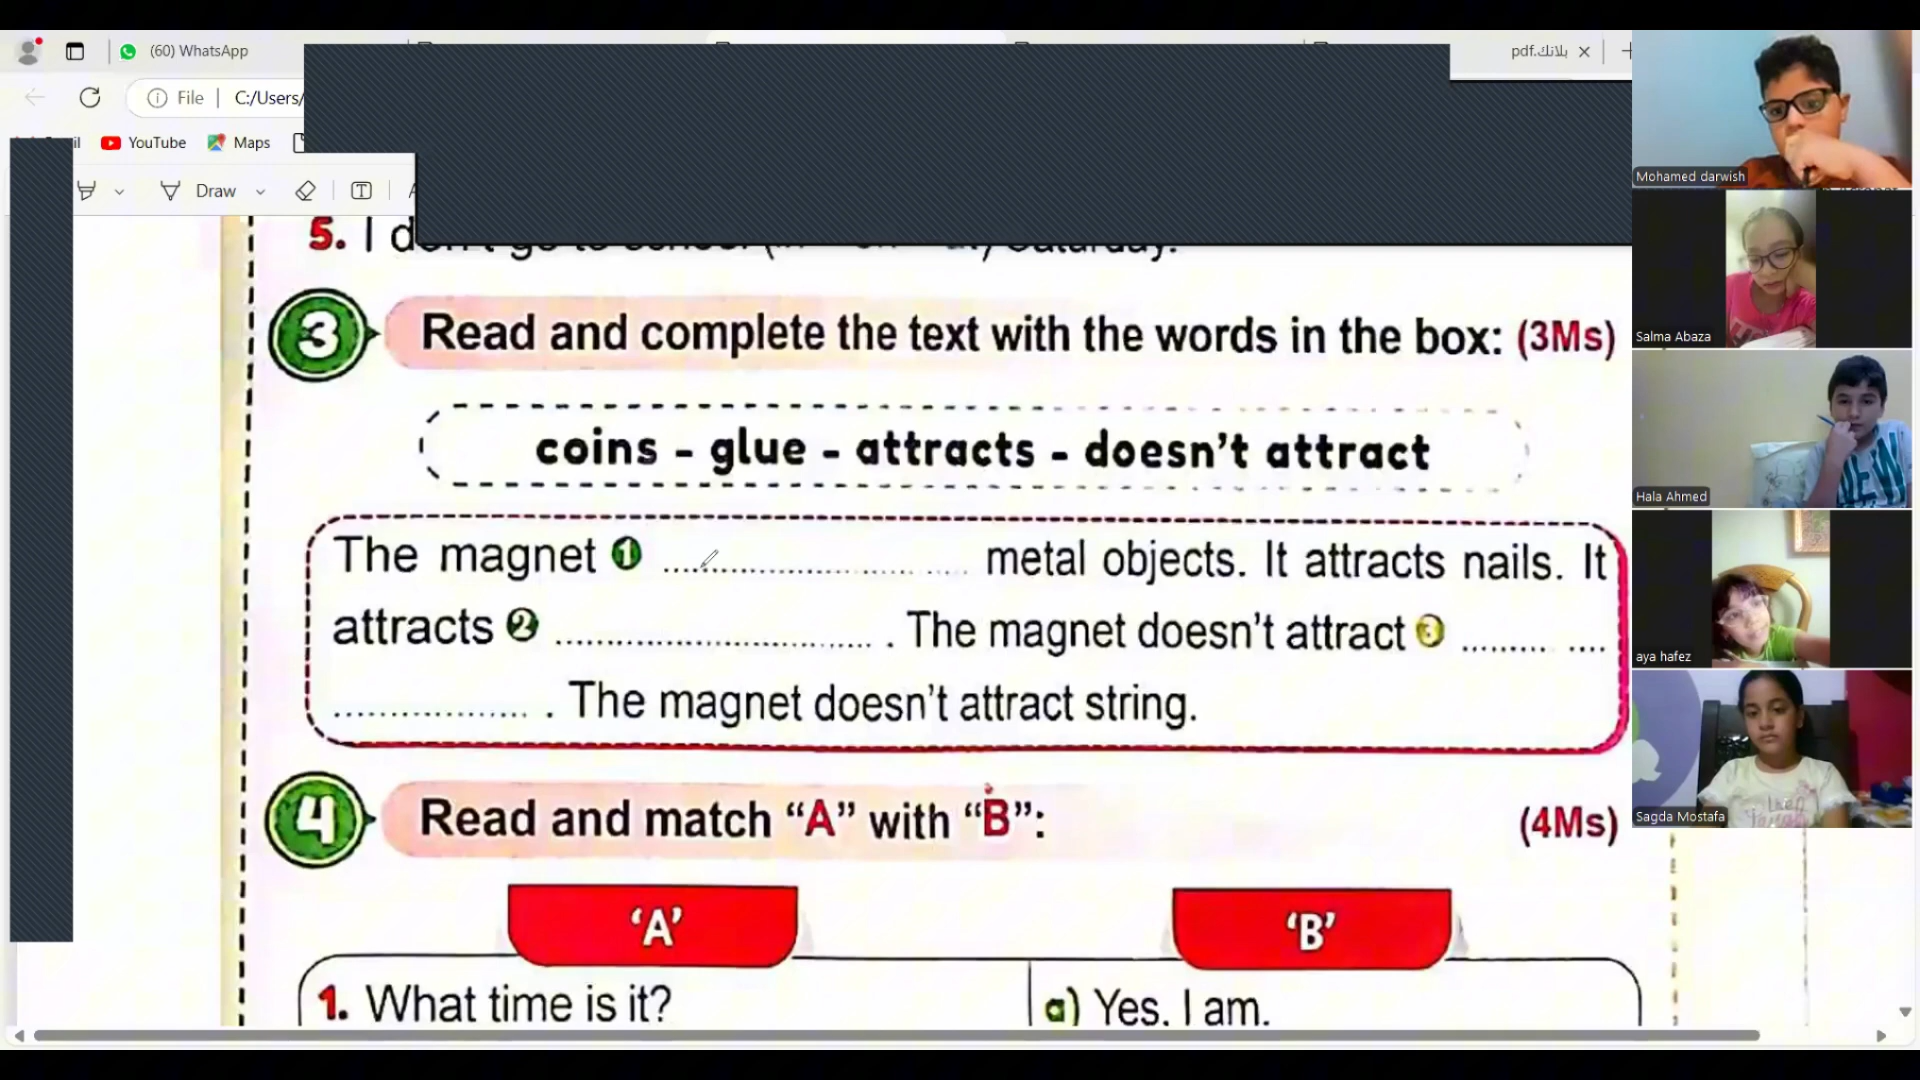 (60) WhatsApp
بلانك.pdf
File
C:/Users/
YouTube
Maps
Draw
Mohamed darwish
5. I
Saturday.
3 Read and complete the text with the words in the box: (3Ms)
coins - glue - attracts - doesn't attract
The magnet 1 .......... metal objects. It attracts nails. It
attracts 2 .......... . The magnet doesn't attract 3 ..........
.......... . The magnet doesn't attract string.
4 Read and match “A” with “B”: (4Ms)
‘A’ ‘B’
1. What time is it?
a) Yes, I am.
Salma Abaza
Hala Ahmed
aya hafez
Sagda Mostafa